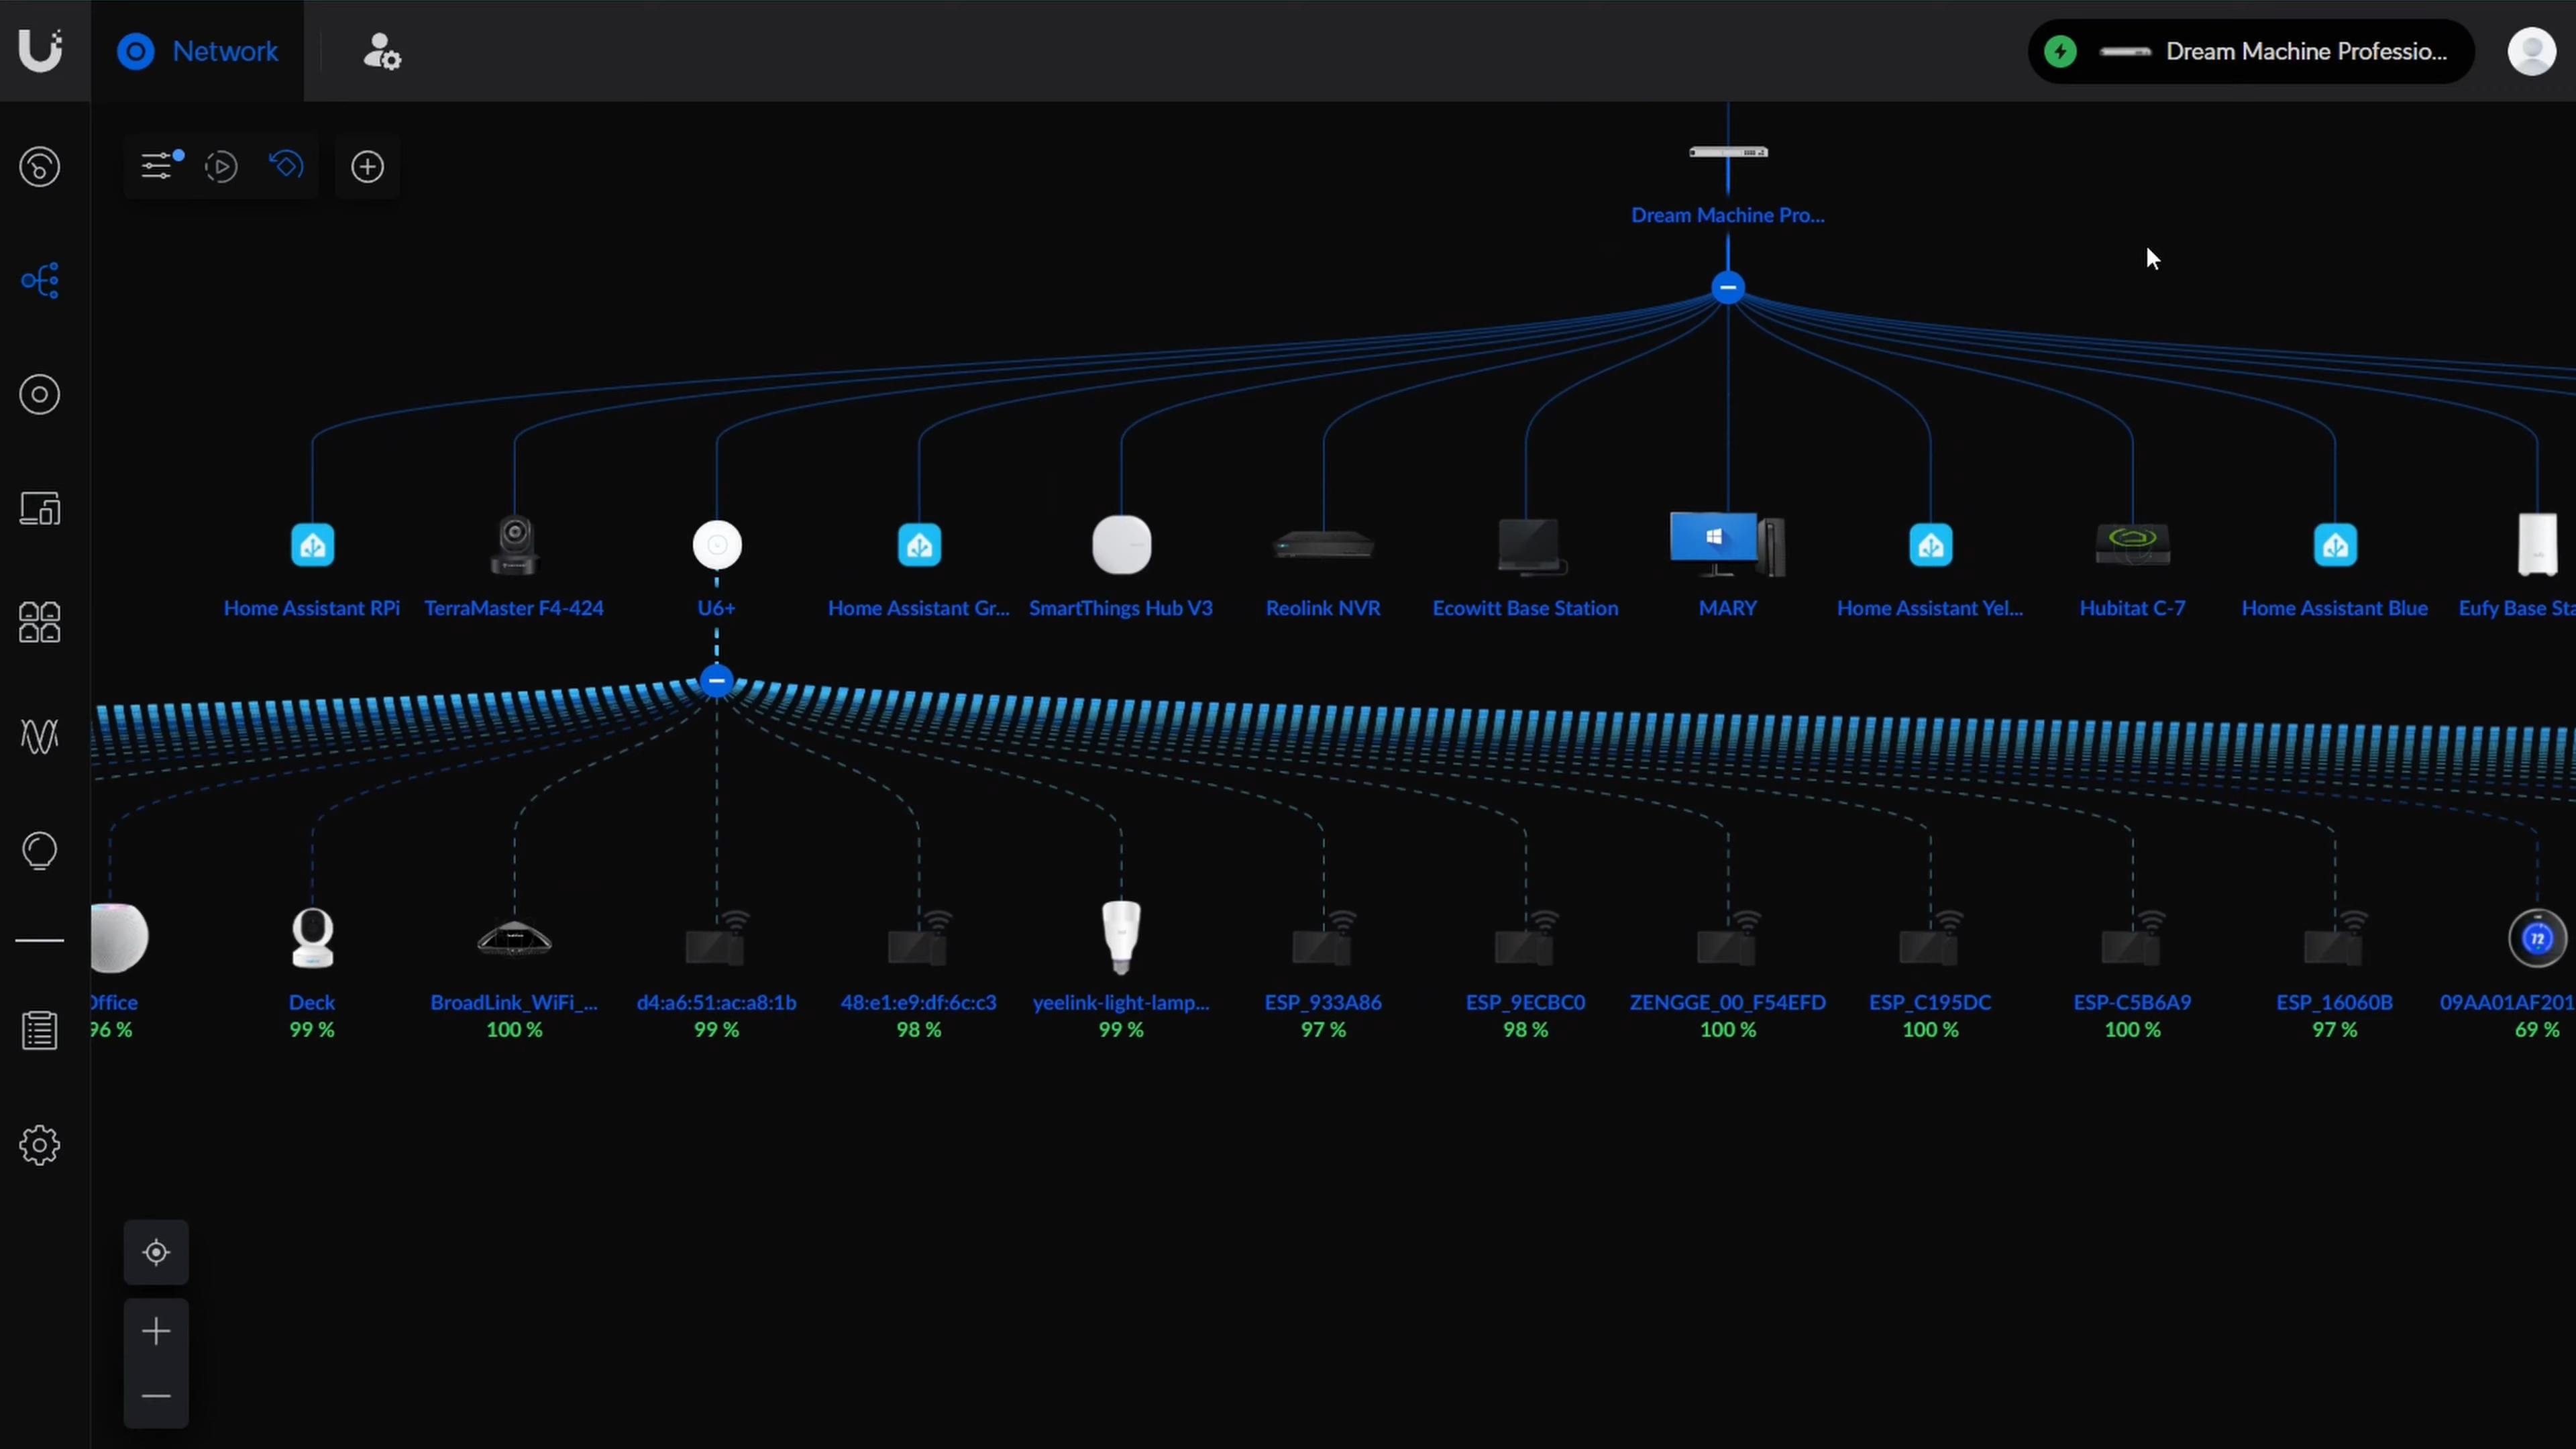 Network
Dream Machine Professio...
Dream Machine Pro...
Home Assistant RPi
TerraMaster F4-424
U6+
Home Assistant Gr...
SmartThings Hub V3
Reolink NVR
Ecowitt Base Station
MARY
Home Assistant Yel...
Hubitat C-7
Home Assistant Blue
Eufy Base Sta
Office
96 %
Deck
99 %
BroadLink_WiFi_...
100 %
d4:a6:51:ac:a8:1b
99 %
48:e1:e9:df:6c:c3
98 %
yeelink-light-lamp...
99 %
ESP_933A86
97 %
ESP_9ECBC0
98 %
ZENGGE_00_F54EFD
100 %
ESP_C195DC
100 %
ESP-C5B6A9
100 %
ESP_16060B
97 %
72
09AA01AF201
69 %